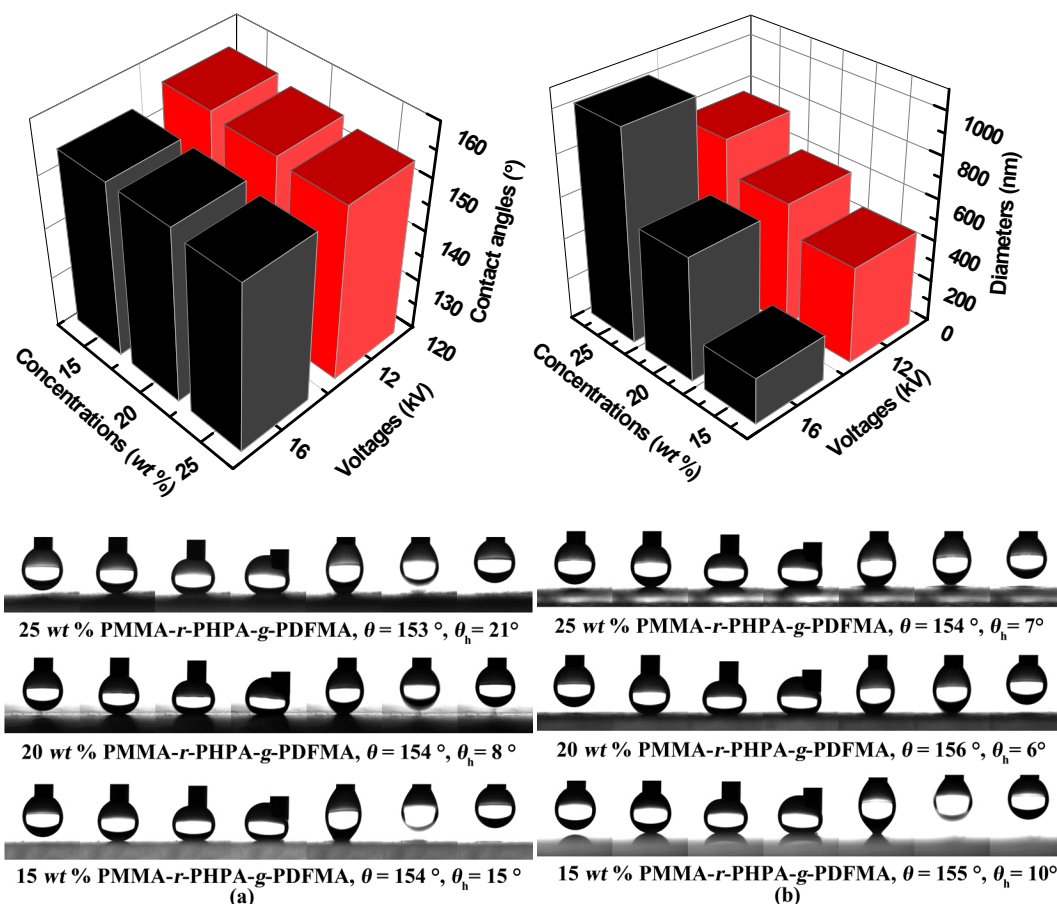 160
150
140
130
120
Contact angles (°)
15
20
25
Concentrations (wt %)
12
16
Voltages (kV)
1000
800
600
400
200
0
Diameters (nm)
25
20
15
Concentrations (wt %)
12
16
Voltages (kV)
25 wt % PMMA-r-PHPA-g-PDFMA, θ = 153 °, θh= 21°
20 wt % PMMA-r-PHPA-g-PDFMA, θ = 154 °, θh= 8 °
15 wt % PMMA-r-PHPA-g-PDFMA, θ = 154 °, θh= 15 °
(a)
25 wt % PMMA-r-PHPA-g-PDFMA, θ = 154 °, θh= 7°
20 wt % PMMA-r-PHPA-g-PDFMA, θ = 156 °, θh= 6°
15 wt % PMMA-r-PHPA-g-PDFMA, θ = 155 °, θh= 10°
(b)